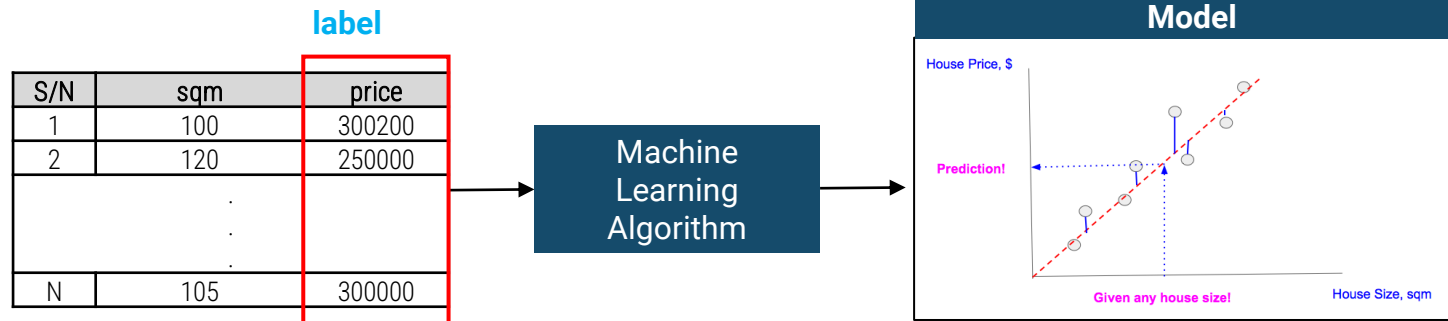 label
S/N sqm price
1 100 300200
2 120 250000
.
.
.
N 105 300000
Machine
Learning
Algorithm
Model
House Price, $
Prediction!
Given any house size!
House Size, sqm